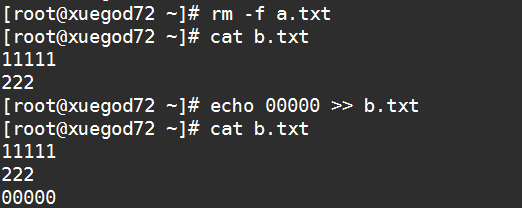 [root@xuegod72 ~]# rm -f a.txt
[root@xuegod72 ~]# cat b.txt
11111
222
[root@xuegod72 ~]# echo 00000 >> b.txt
[root@xuegod72 ~]# cat b.txt
11111
222
00000